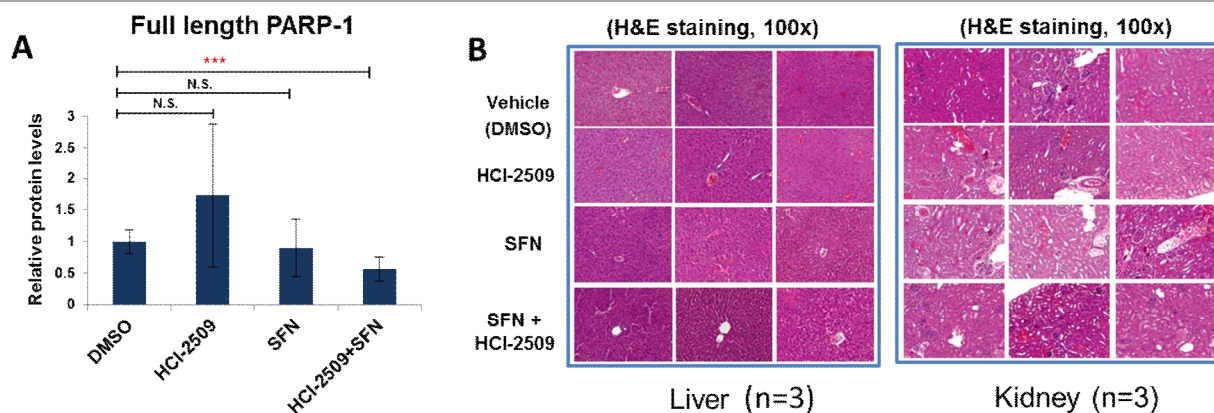 A
Full length PARP-1
***
N.S.
N.S.
Relative protein levels
3
2.5
2
1.5
1
0.5
0
DMSO
HCI-2509
SFN
HCI-2509+SFN
B
(H&E staining, 100x)
(H&E staining, 100x)
Vehicle
(DMSO)
HCI-2509
SFN
SFN +
HCI-2509
Liver (n=3)
Kidney (n=3)